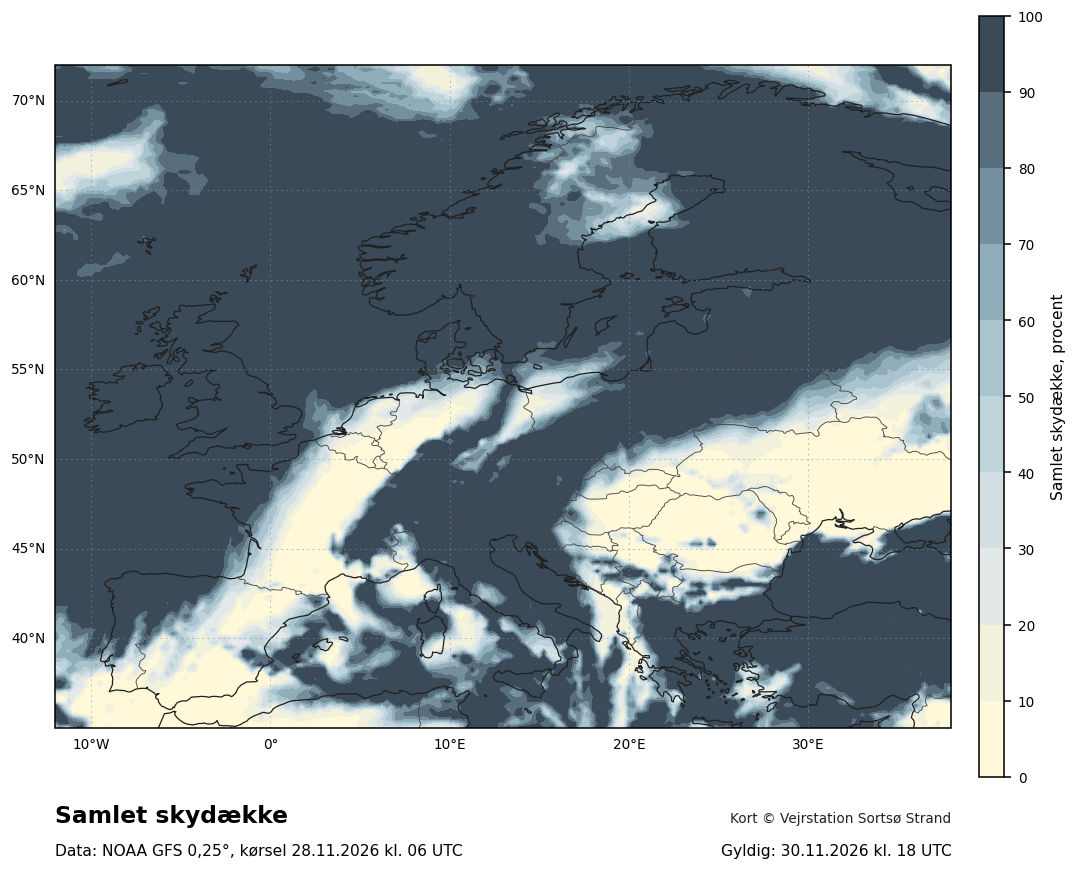 100
90
80
70
60
50
40
30
20
10
0
Samlet skydække, procent
70°N
65°N
60°N
55°N
50°N
45°N
40°N
10°W
0°
10°E
20°E
30°E
Samlet skydække
Kort © Vejrstation Sortsø Strand
Data: NOAA GFS 0,25°, kørsel 28.11.2026 kl. 06 UTC
Gyldig: 30.11.2026 kl. 18 UTC